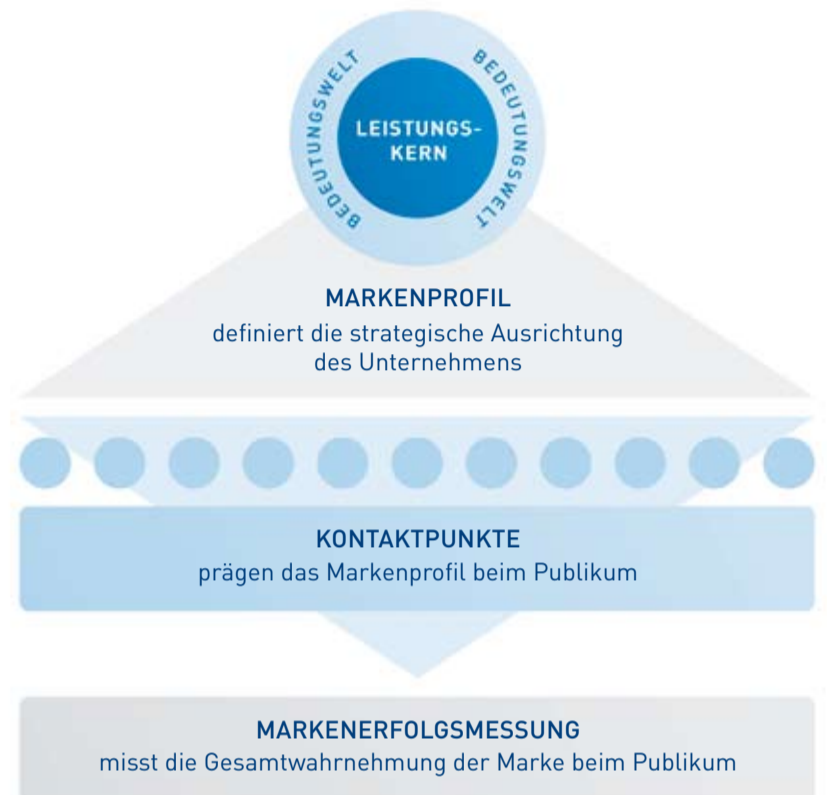 BEDEUTUNGSWELT
BEDEUTUNGSWELT
LEISTUNGS-
KERN
MARKENPROFIL
definiert die strategische Ausrichtung
des Unternehmens
KONTAKTPUNKTE
prägen das Markenprofil beim Publikum
MARKENERFOLGSMESSUNG
misst die Gesamtwahrnehmung der Marke beim Publikum